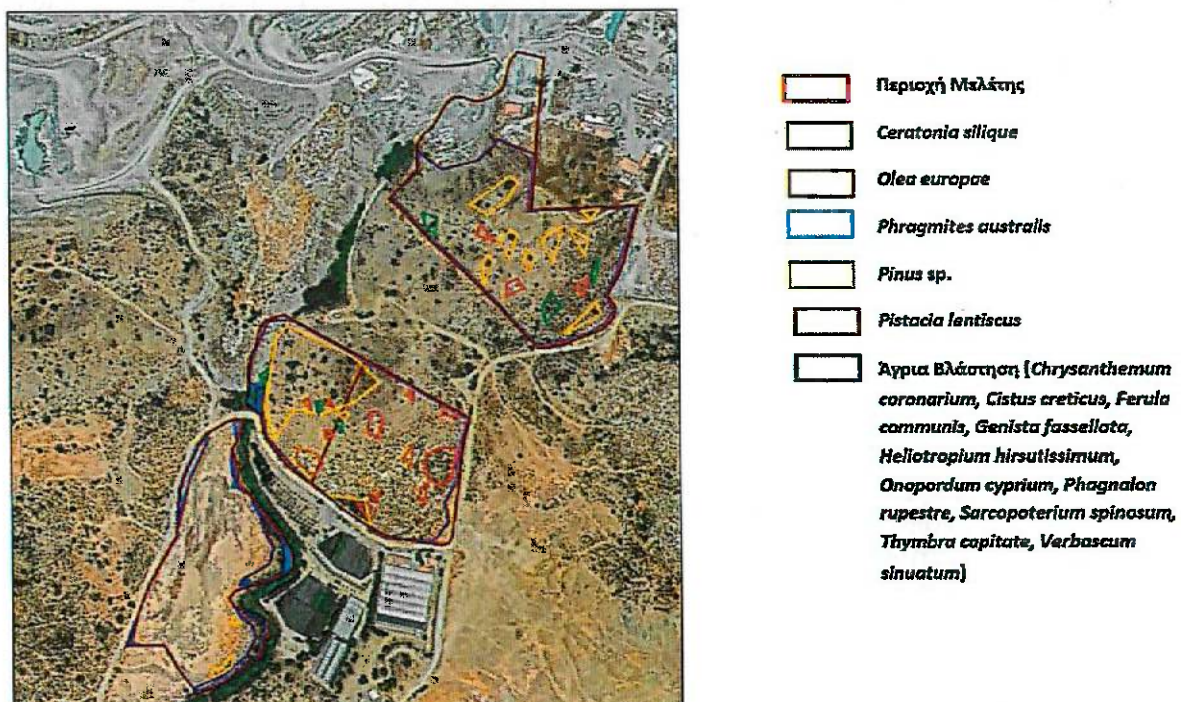 Περιοχή Μελέτης
Ceratonia silique
Olea europae
Phragmites australis
Pinus sp.
Pistacia lentiscus
Άγρια Βλάστηση [Chrysanthemum
coronarium, Cistus creticus, Ferula
communis, Genista fassellata,
Heliotropium hirsutissimum,
Onopordum cyprium, Phagnalon
rupestre, Sarcopoterium spinosum,
Thymbra capitate, Verbascum
sinuatum]